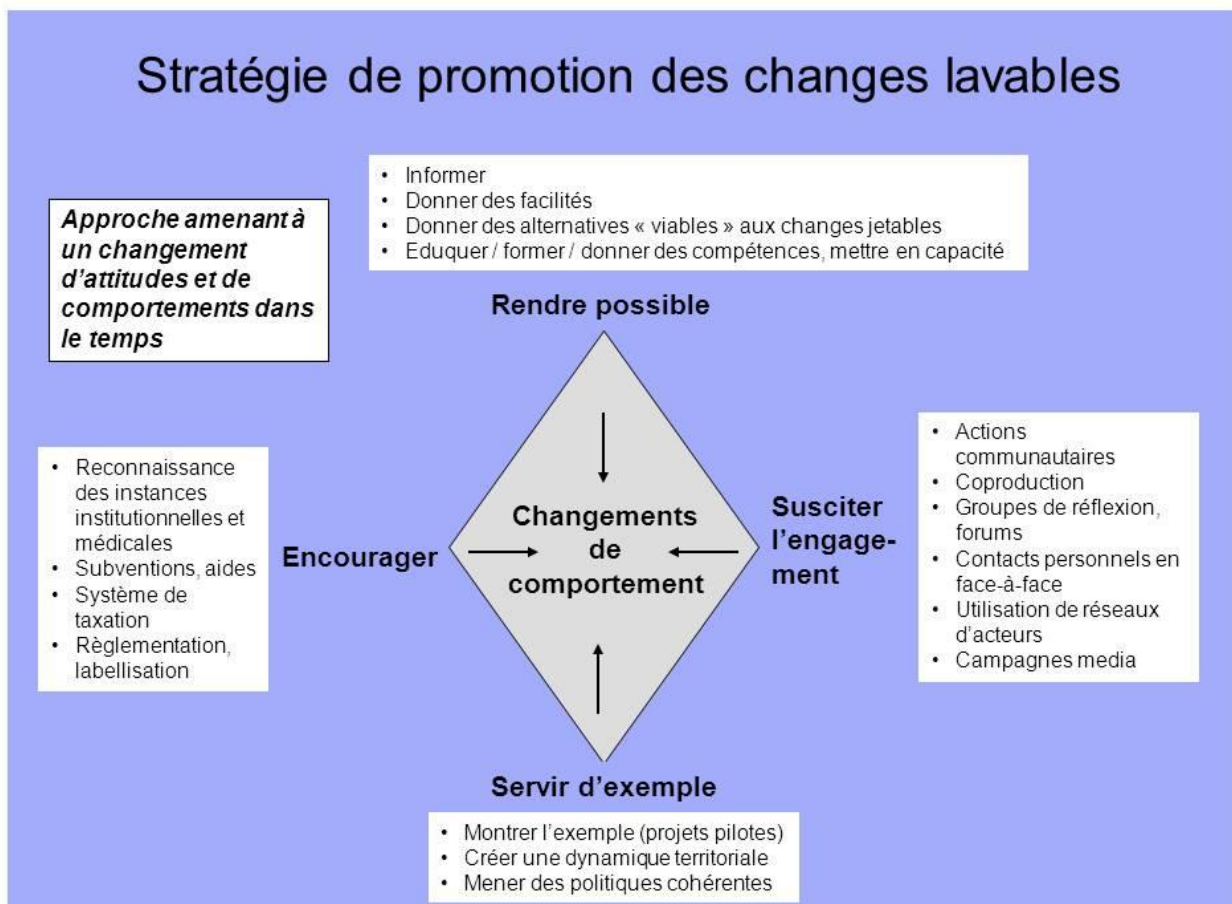 Stratégie de promotion des changes lavables
• Informer
• Donner des facilités
• Donner des alternatives « viables » aux changes jetables
• Eduquer / former / donner des compétences, mettre en capacité
Approche amenant à
un changement
d’attitudes et de
comportements dans
le temps
Rendre possible
• Reconnaissance
des instances
institutionnelles et
médicales
• Subventions, aides
• Système de
taxation
• Règlementation,
labellisation
Encourager
Changements
de
comportement
Susciter
l’engage-
ment
• Actions
communautaires
• Coproduction
• Groupes de réflexion,
forums
• Contacts personnels en
face-à-face
• Utilisation de réseaux
d’acteurs
• Campagnes media
Servir d’exemple
• Montrer l’exemple (projets pilotes)
• Créer une dynamique territoriale
• Mener des politiques cohérentes